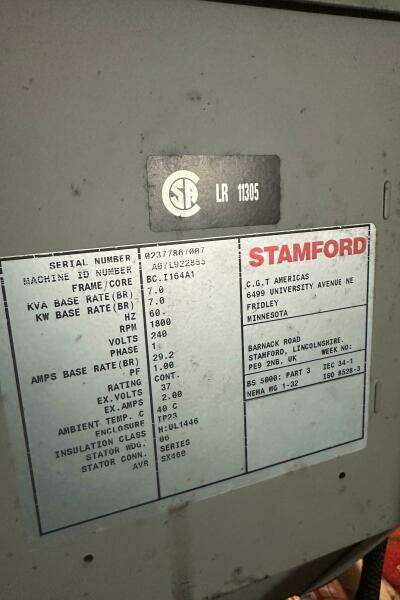 CSA LR 11305
SERIAL NUMBER 0237786/007
MACHINE ID NUMBER
FRAME/CORE BC.I164A1
KVA BASE RATE(BR) 7.0
KW BASE RATE(BR) 7.0
HZ 60.
RPM 1800
VOLTS 240
PHASE 1
AMPS BASE RATE(BR) 29.2
PF 1.00
RATING CONT.
EX.VOLTS 37
EX.AMPS 2.00
AMBIENT TEMP. C 40 C
ENCLOSURE IP23
INSULATION CLASS H:UL1446
STATOR WDG. 06
STATOR CONN. SERIES
AVR SX460
STAMFORD
C.G.T AMERICAS
6499 UNIVERSITY AVENUE NE
FRIDLEY
MINNESOTA
BARNACK ROAD
STAMFORD, LINCOLNSHIRE.
PE9 2NB, UK WEEK NO:
BS 5000: PART 3 IEC 34-1
NEMA MG 1-32 ISO 8528-3